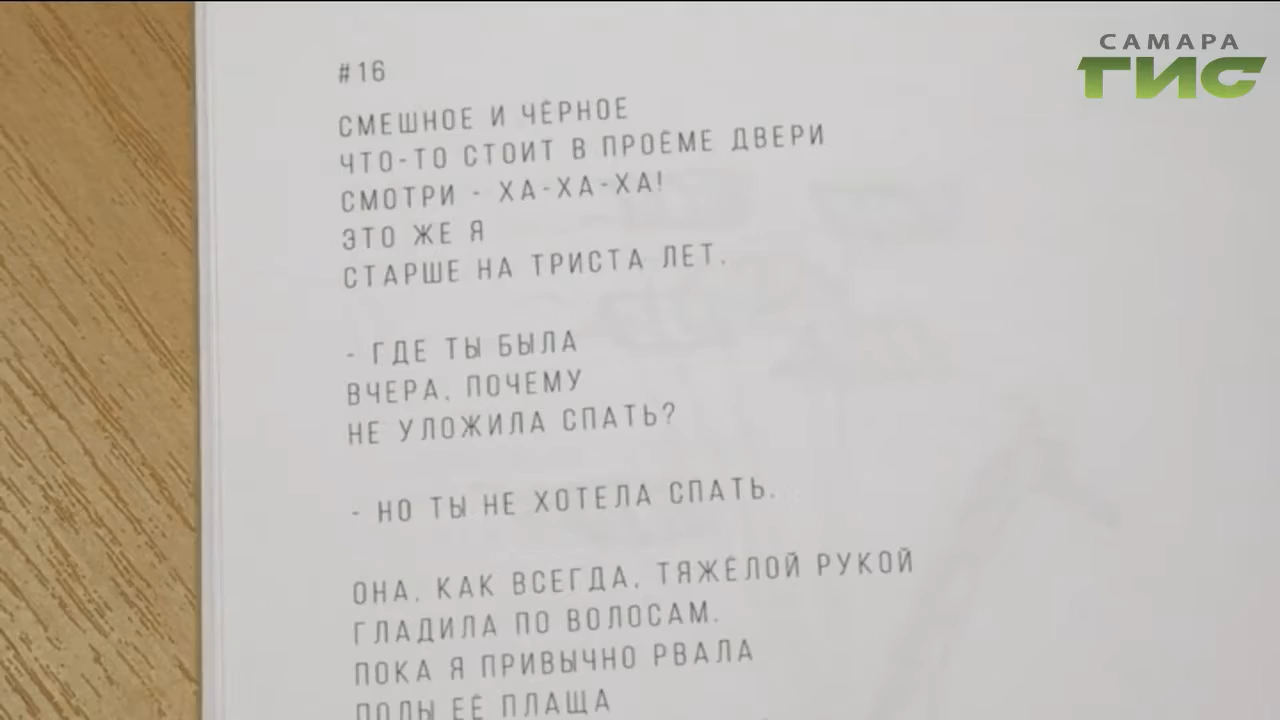 САМАРА
ГИС
#16
СМЕШНОЕ И ЧЁРНОЕ
ЧТО-ТО СТОИТ В ПРОЁМЕ ДВЕРИ
СМОТРИ - ХА-ХА-ХА!
ЭТО ЖЕ Я
СТАРШЕ НА ТРИСТА ЛЕТ.
- ГДЕ ТЫ БЫЛА
ВЧЕРА, ПОЧЕМУ
НЕ УЛОЖИЛА СПАТЬ?
- НО ТЫ НЕ ХОТЕЛА СПАТЬ.
ОНА, КАК ВСЕГДА, ТЯЖЁЛОЙ РУКОЙ
ГЛАДИЛА ПО ВОЛОСАМ,
ПОКА Я ПРИВЫЧНО РВАЛА
ПОЛЫ ЕЁ ПЛАЩА